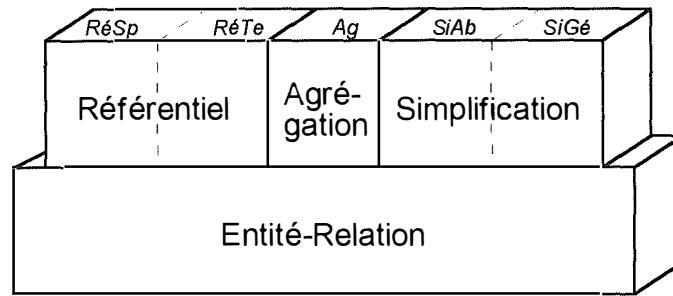 RéSp RéTe Ag SiAb SiGé
Référentiel Agré-
gation Simplification
Entité-Relation